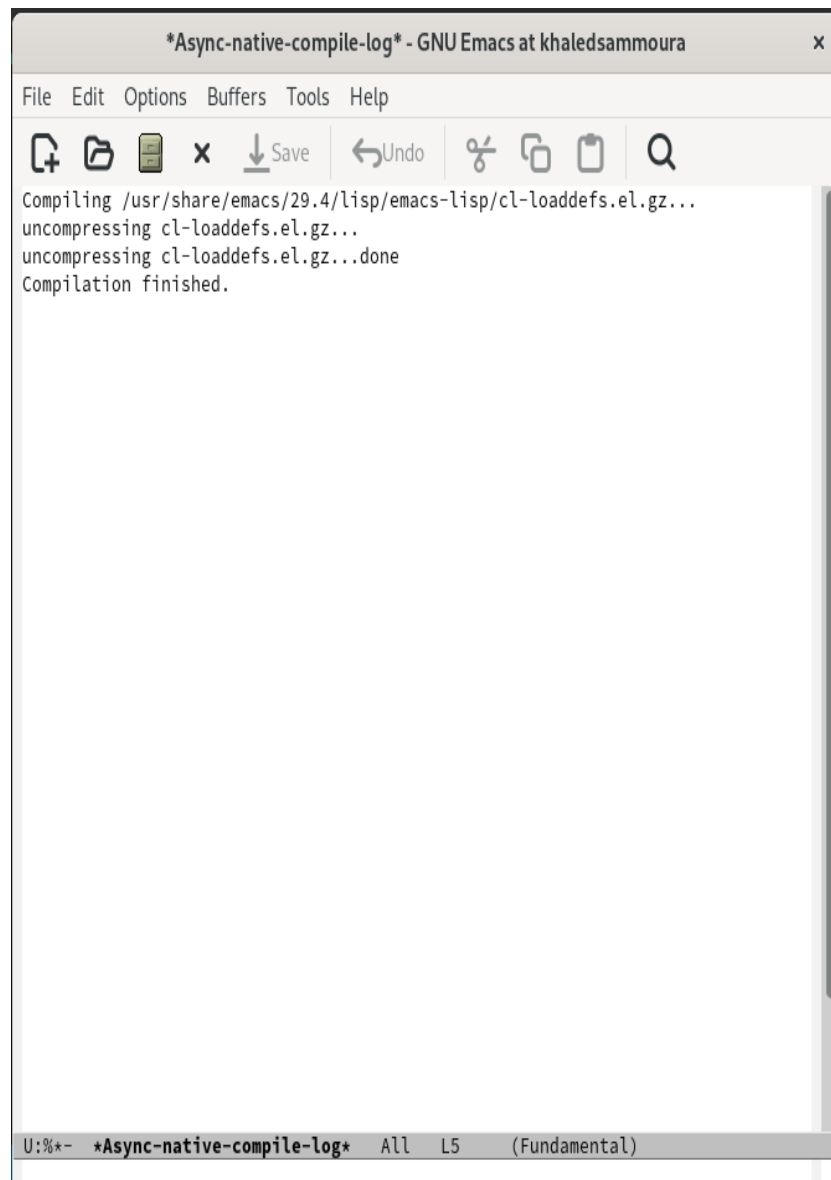 *Async-native-compile-log* - GNU Emacs at khaledsammoura ×
File Edit Options Buffers Tools Help
Save Undo
Compiling /usr/share/emacs/29.4/lisp/emacs-lisp/cl-loaddefs.el.gz...
uncompressing cl-loaddefs.el.gz...
uncompressing cl-loaddefs.el.gz...done
Compilation finished.
U:%*- *Async-native-compile-log* All L5 (Fundamental)